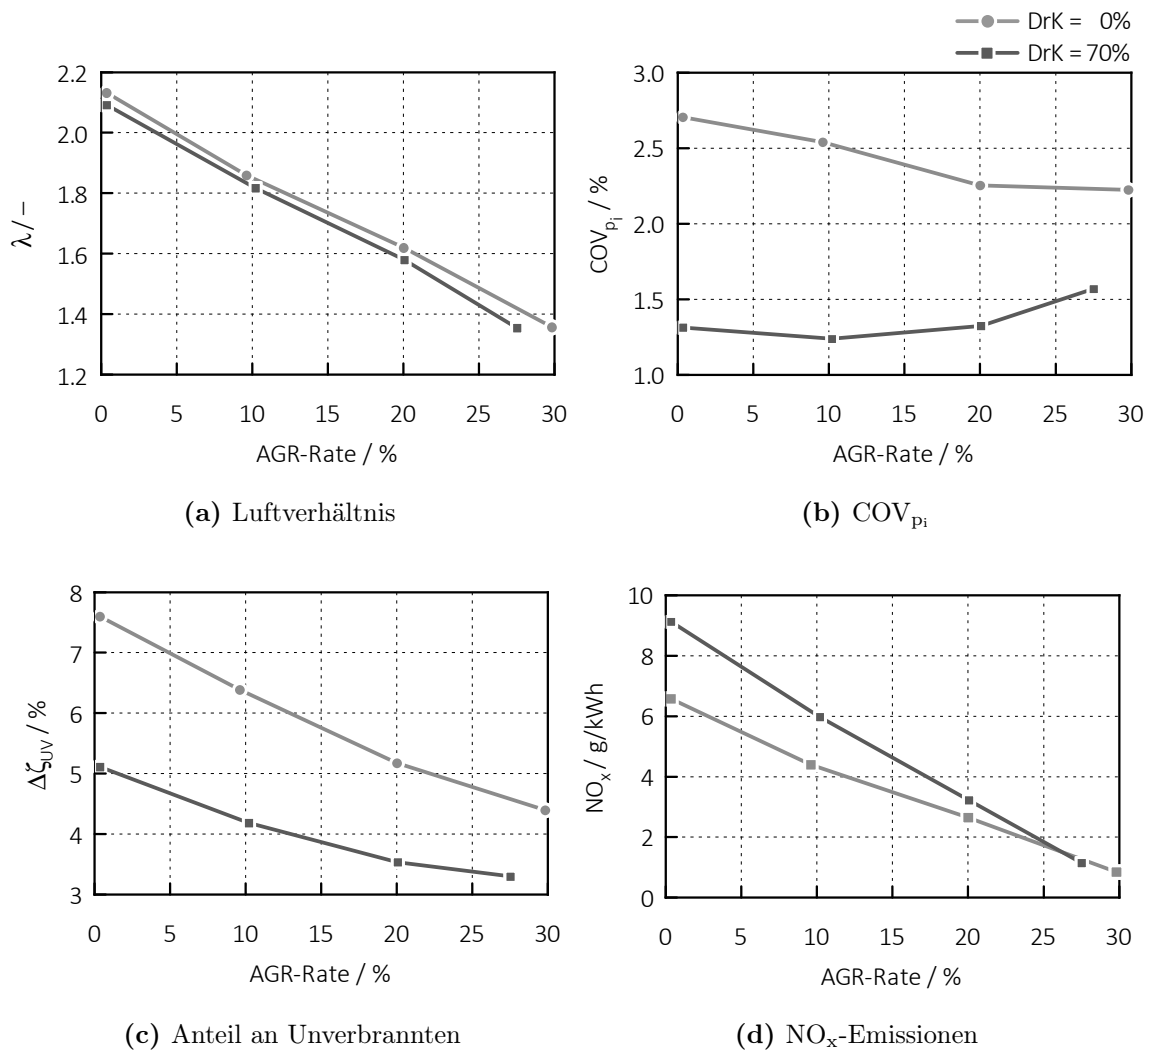 DrK = 0%
DrK = 70%
2.2
2.0
1.8
1.6
1.4
1.2
λ / –
0 5 10 15 20 25 30
AGR-Rate / %
(a) Luftverhältnis
3.0
2.5
2.0
1.5
1.0
COVpi / %
0 5 10 15 20 25 30
AGR-Rate / %
(b) COVpi
8
7
6
5
4
3
ΔζUV / %
0 5 10 15 20 25 30
AGR-Rate / %
(c) Anteil an Unverbrannten
10
8
6
4
2
0
NOx / g/kWh
0 5 10 15 20 25 30
AGR-Rate / %
(d) NOx-Emissionen